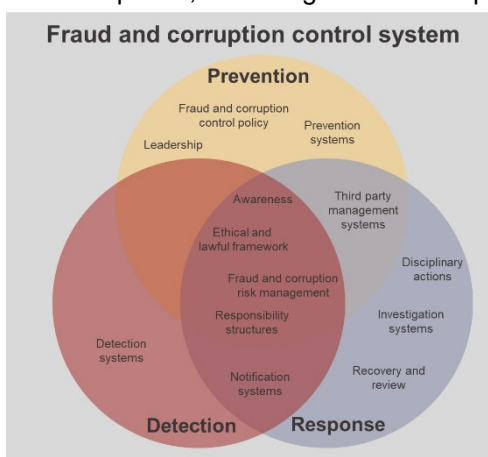 Fraud and corruption control system
Prevention
Fraud and corruption
control policy
Prevention
systems
Leadership
Awareness
Third party
management
systems
Ethical and
lawful framework
Disciplinary
actions
Fraud and corruption
risk management
Responsibility
structures
Investigation
systems
Detection
systems
Notification
systems
Recovery and
review
Detection
Response